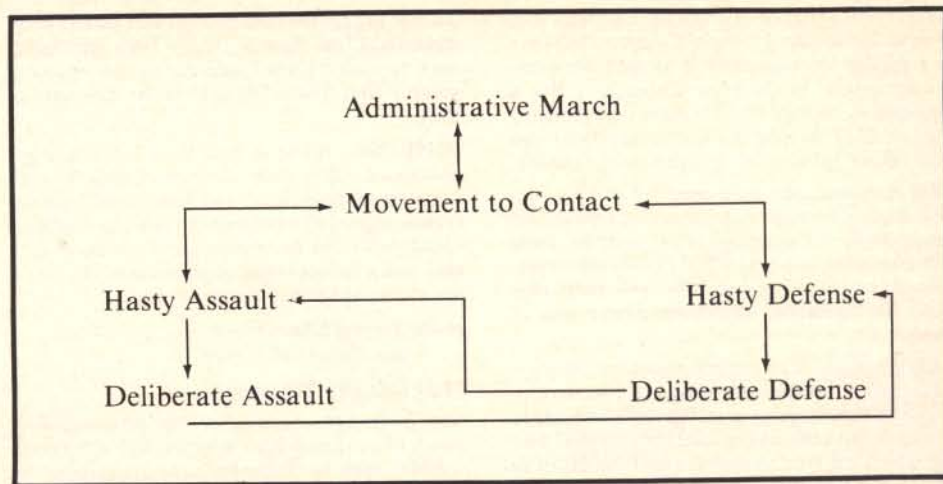 Administrative March
Movement to Contact
Hasty Assault Hasty Defense
Deliberate Assault Deliberate Defense